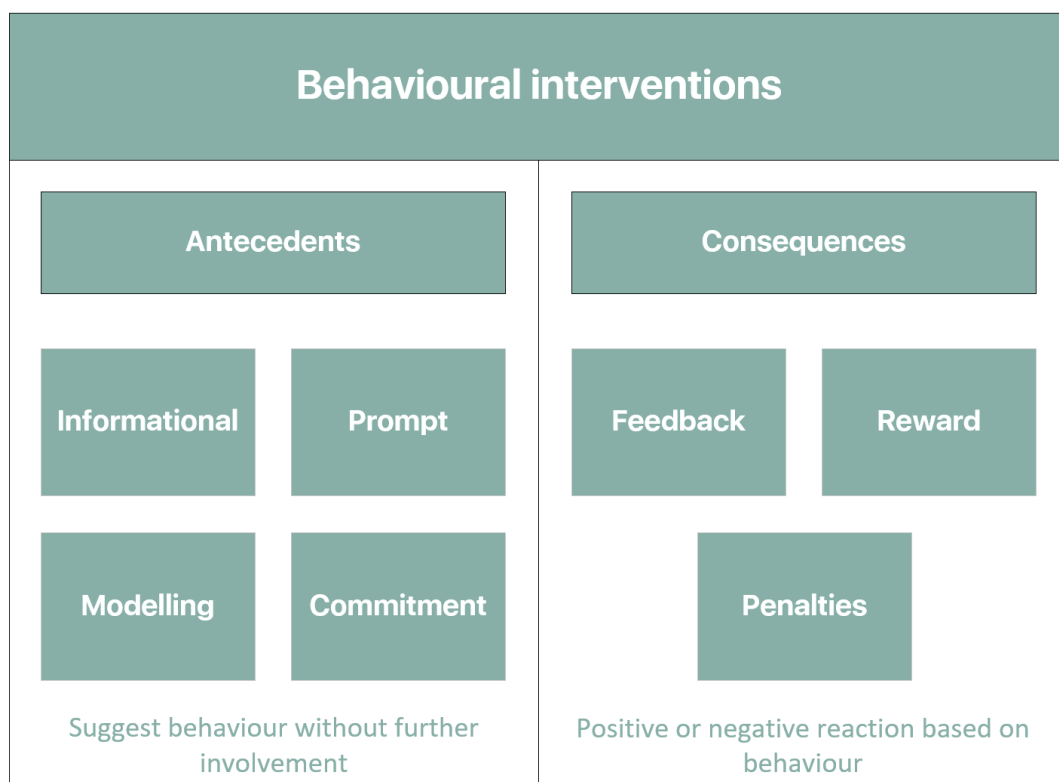 Behavioural interventions
Antecedents
Informational
Prompt
Modelling
Commitment
Suggest behaviour without further
involvement
Consequences
Feedback
Reward
Penalties
Positive or negative reaction based on
behaviour